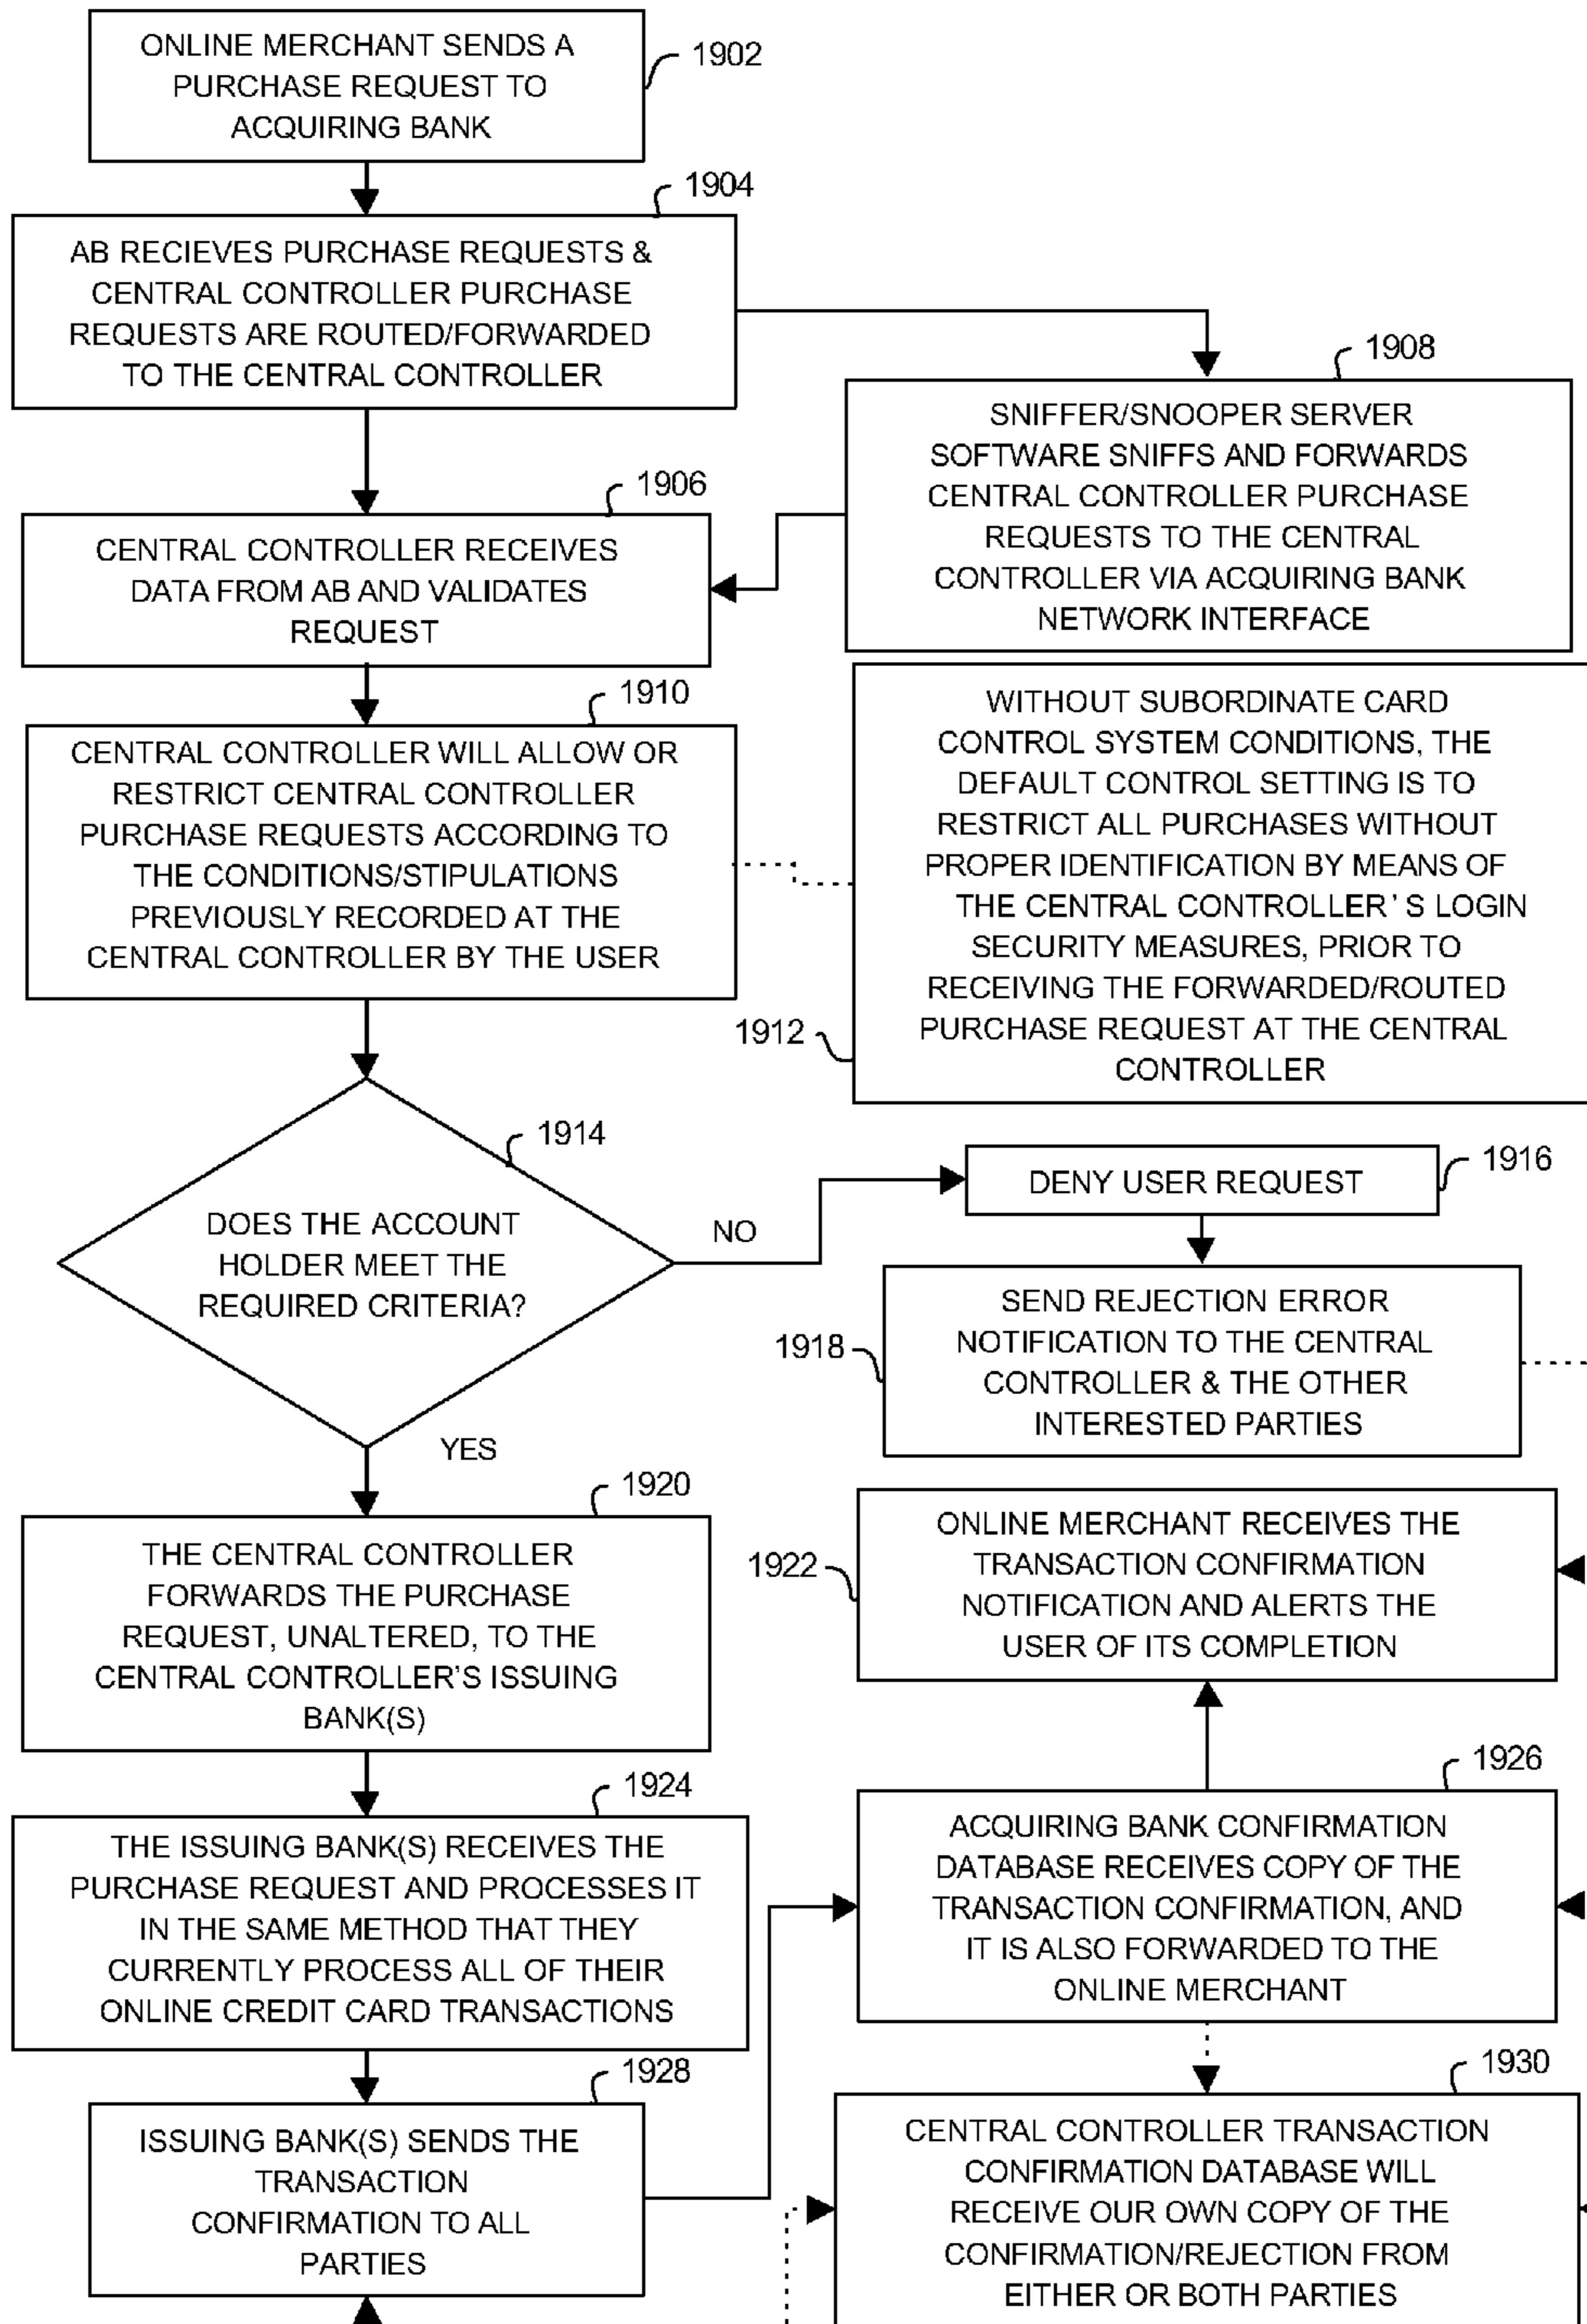 ONLINE MERCHANT SENDS A
PURCHASE REQUEST TO
ACQUIRING BANK
1902
1904
AB RECIEVES PURCHASE REQUESTS &
CENTRAL CONTROLLER PURCHASE
REQUESTS ARE ROUTED/FORWARDED
TO THE CENTRAL CONTROLLER
1908
SNIFFER/SNOOPER SERVER
SOFTWARE SNIFFS AND FORWARDS
CENTRAL CONTROLLER PURCHASE
REQUESTS TO THE CENTRAL
CONTROLLER VIA ACQUIRING BANK
NETWORK INTERFACE
1906
CENTRAL CONTROLLER RECEIVES
DATA FROM AB AND VALIDATES
REQUEST
1910
CENTRAL CONTROLLER WILL ALLOW OR
RESTRICT CENTRAL CONTROLLER
PURCHASE REQUESTS ACCORDING TO
THE CONDITIONS/STIPULATIONS
PREVIOUSLY RECORDED AT THE
CENTRAL CONTROLLER BY THE USER
WITHOUT SUBORDINATE CARD
CONTROL SYSTEM CONDITIONS, THE
DEFAULT CONTROL SETTING IS TO
RESTRICT ALL PURCHASES WITHOUT
PROPER IDENTIFICATION BY MEANS OF
THE CENTRAL CONTROLLER'S LOGIN
SECURITY MEASURES, PRIOR TO
RECEIVING THE FORWARDED/ROUTED
PURCHASE REQUEST AT THE CENTRAL
CONTROLLER
1912
1914
DOES THE ACCOUNT
HOLDER MEET THE
REQUIRED CRITERIA?
NO
YES
DENY USER REQUEST
1916
SEND REJECTION ERROR
NOTIFICATION TO THE CENTRAL
CONTROLLER & THE OTHER
INTERESTED PARTIES
1918
1920
THE CENTRAL CONTROLLER
FORWARDS THE PURCHASE
REQUEST, UNALTERED, TO THE
CENTRAL CONTROLLER'S ISSUING
BANK(S)
ONLINE MERCHANT RECEIVES THE
TRANSACTION CONFIRMATION
NOTIFICATION AND ALERTS THE
USER OF ITS COMPLETION
1922
1924
THE ISSUING BANK(S) RECEIVES THE
PURCHASE REQUEST AND PROCESSES IT
IN THE SAME METHOD THAT THEY
CURRENTLY PROCESS ALL OF THEIR
ONLINE CREDIT CARD TRANSACTIONS
1926
ACQUIRING BANK CONFIRMATION
DATABASE RECEIVES COPY OF THE
TRANSACTION CONFIRMATION, AND
IT IS ALSO FORWARDED TO THE
ONLINE MERCHANT
1928
ISSUING BANK(S) SENDS THE
TRANSACTION
CONFIRMATION TO ALL
PARTIES
1930
CENTRAL CONTROLLER TRANSACTION
CONFIRMATION DATABASE WILL
RECEIVE OUR OWN COPY OF THE
CONFIRMATION/REJECTION FROM
EITHER OR BOTH PARTIES